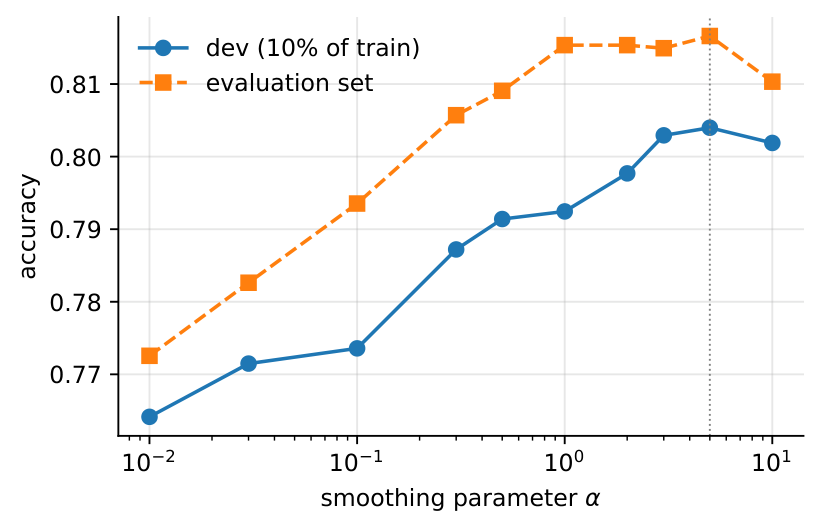 dev (10% of train)
evaluation set
0.81
0.80
0.79
0.78
0.77
accuracy
10⁻²
10⁻¹
10⁰
10¹
smoothing parameter α